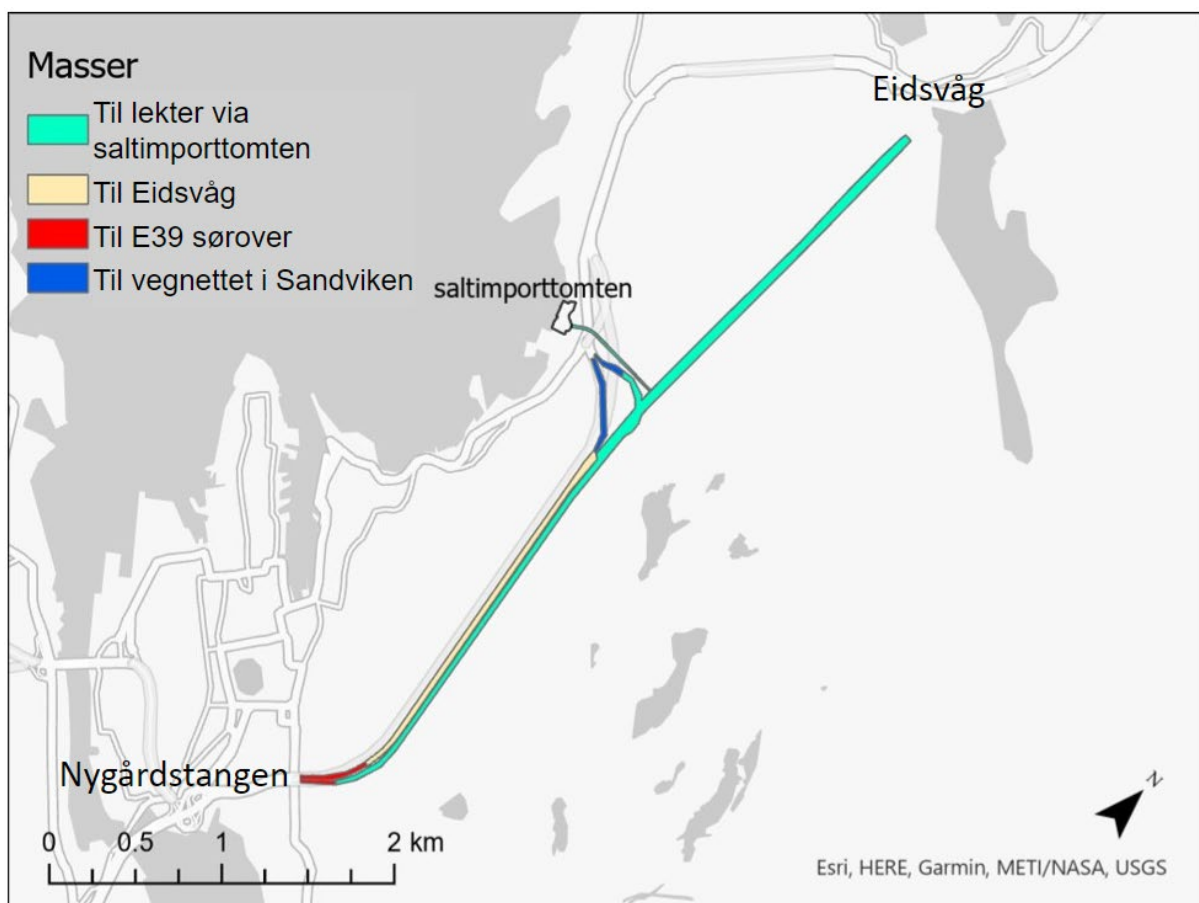 Masser
Til lekter via
saltimporttomten
Til Eidsvåg
Til E39 sørover
Til vegnettet i Sandviken
Eidsvåg
saltimporttomten
Nygårdstangen
0 0.5 1 2 km
N
Esri, HERE, Garmin, METI/NASA, USGS